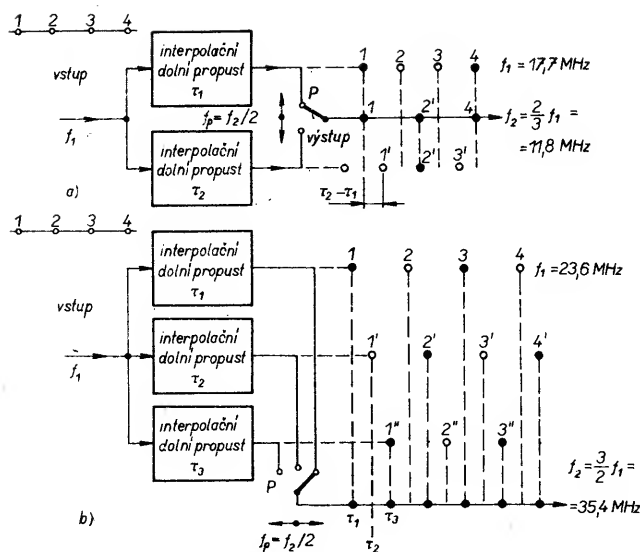 1 2 3 4
vstup
f₁
interpolační
dolní propust
τ₁
interpolační
dolní propust
τ₂
P
fₚ = f₂/2
výstup
1 2 3 4
f₁ = 17,7 MHz
1 2' 4
f₂ = 2/3 f₁ =
= 11,8 MHz
1' 2' 3'
τ₂ – τ₁
a)
1 2 3 4
vstup
f₁
interpolační
dolní propust
τ₁
interpolační
dolní propust
τ₂
interpolační
dolní propust
τ₃
P
fₚ = f₂/2
1 2 3 4
f₁ = 23,6 MHz
1' 2' 3' 4'
1" 2" 3"
f₂ = 3/2 f₁ =
= 35,4 MHz
τ₁ τ₃
τ₂
b)